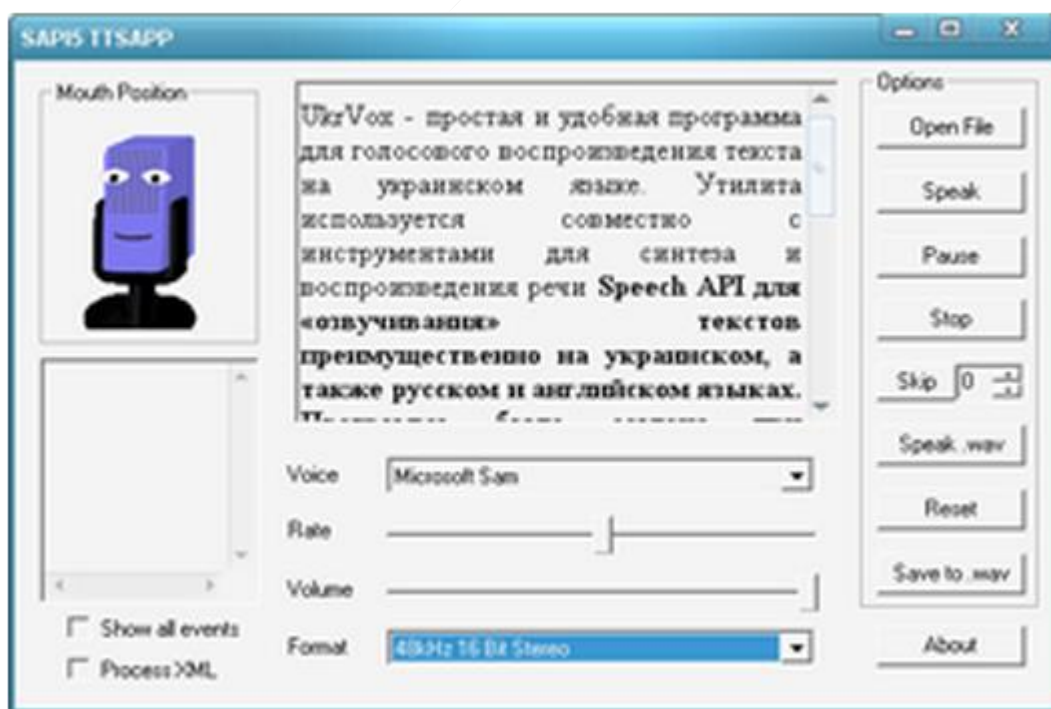 SAPI5 TTSAPP
Mouth Position
UkrVox - простая и удобная программа
для голосового воспроизведения текста
на украинском языке. Утилита
используется совместно с
инструментами для синтеза и
воспроизведения речи Speech API для
«озвучивания» текстов
преимущественно на украинском, а
также русском и английском языках.
Options
Open File
Speak
Pause
Stop
Skip 0
Speak .wav
Reset
Save to .wav
About
Voice Microsoft Sam
Rate
Volume
Format 48kHz 16 Bit Stereo
Show all events
Process XML